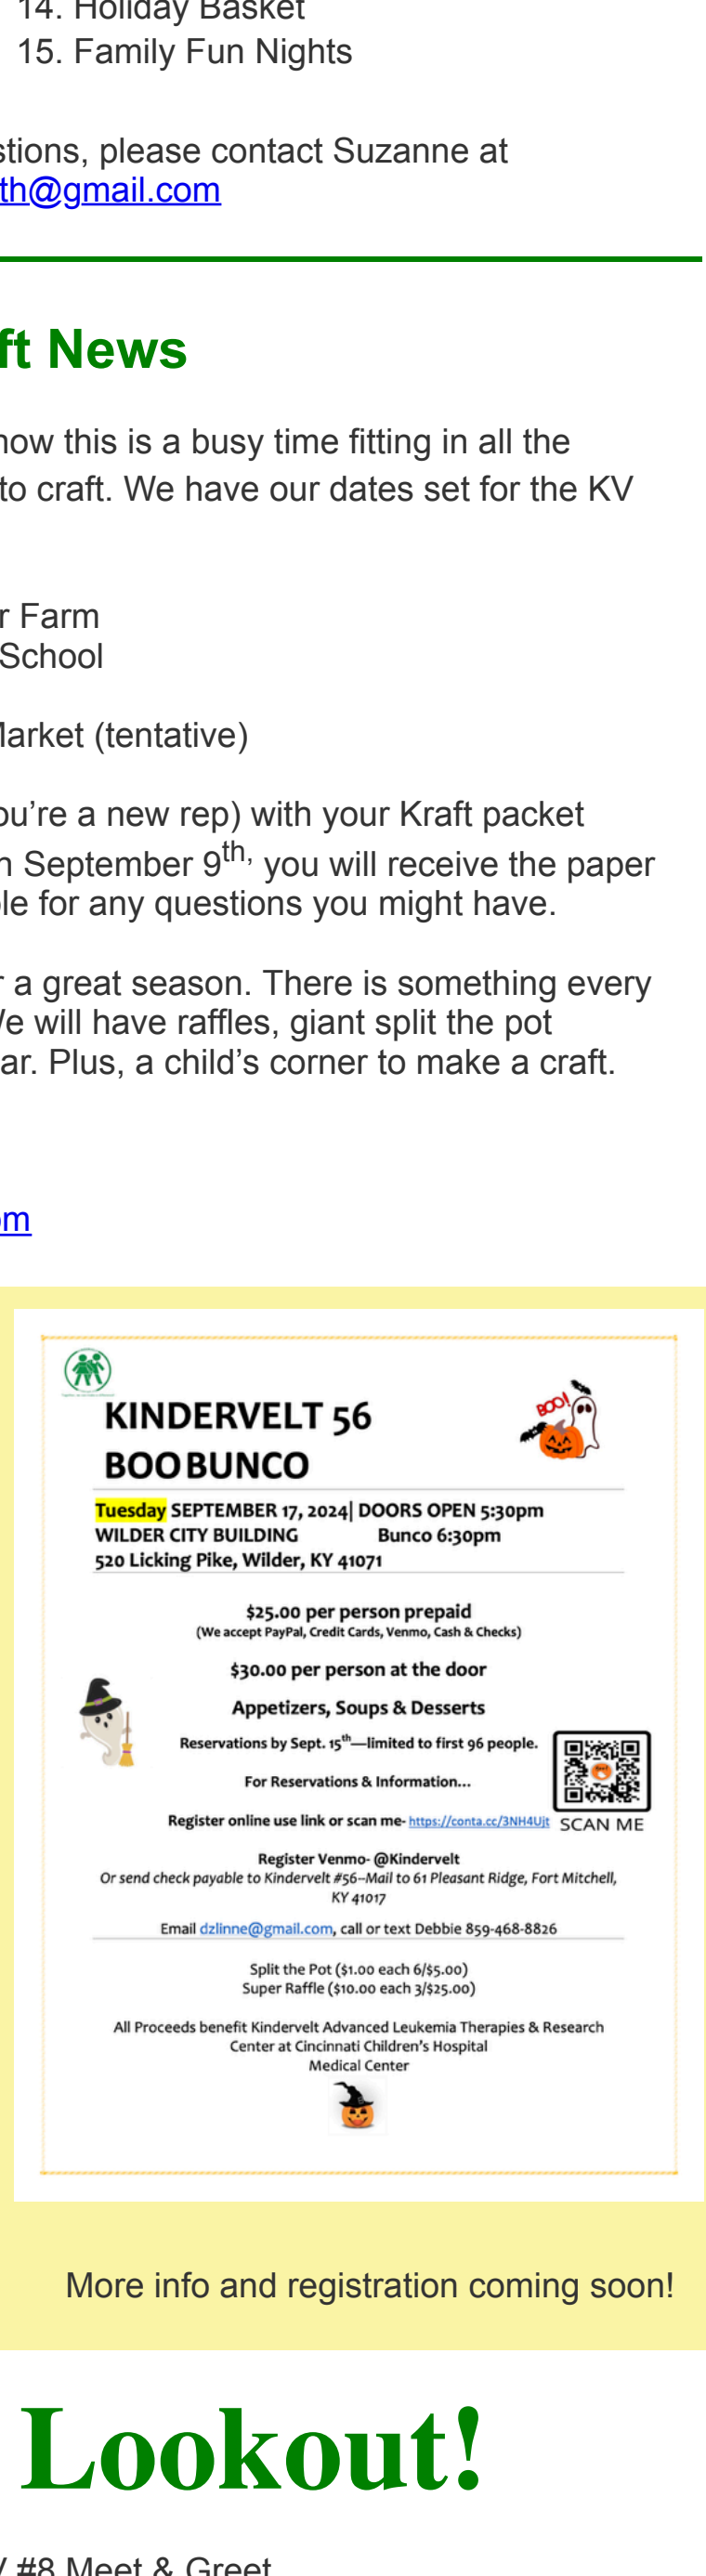 14. Holiday Basket
15. Family Fun Nights
stions, please contact Suzanne at
th@gmail.com
ft News
now this is a busy time fitting in all the
to craft. We have our dates set for the KV
r Farm
School
Market (tentative)
ou’re a new rep) with your Kraft packet
n September 9th, you will receive the paper
ble for any questions you might have.
r a great season. There is something every
We will have raffles, giant split the pot
ar. Plus, a child’s corner to make a craft.
om
KINDERVELT 56
BOO BUNCO
BOO!
Tuesday SEPTEMBER 17, 2024| DOORS OPEN 5:30pm
WILDER CITY BUILDING Bunco 6:30pm
520 Licking Pike, Wilder, KY 41071
$25.00 per person prepaid
(We accept PayPal, Credit Cards, Venmo, Cash & Checks)
$30.00 per person at the door
Appetizers, Soups & Desserts
Reservations by Sept. 15th—limited to first 96 people.
For Reservations & Information...
Register online use link or scan me- https://conta.cc/3NH4Ujt
SCAN ME
Register Venmo- @Kindervelt
Or send check payable to Kindervelt #56--Mail to 61 Pleasant Ridge, Fort Mitchell,
KY 41017
Email dzlinne@gmail.com, call or text Debbie 859-468-8826
Split the Pot ($1.00 each 6/$5.00)
Super Raffle ($10.00 each 3/$25.00)
All Proceeds benefit Kindervelt Advanced Leukemia Therapies & Research
Center at Cincinnati Children’s Hospital
Medical Center
More info and registration coming soon!
Lookout!
#8 Meet & Greet